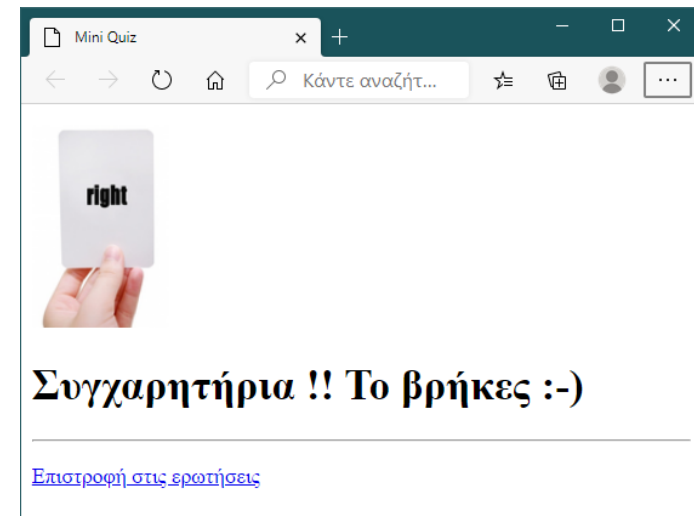 Mini Quiz
Κάντε αναζήτ...
right
Συγχαρητήρια !! Το βρήκες :-)
Επιστροφή στις ερωτήσεις